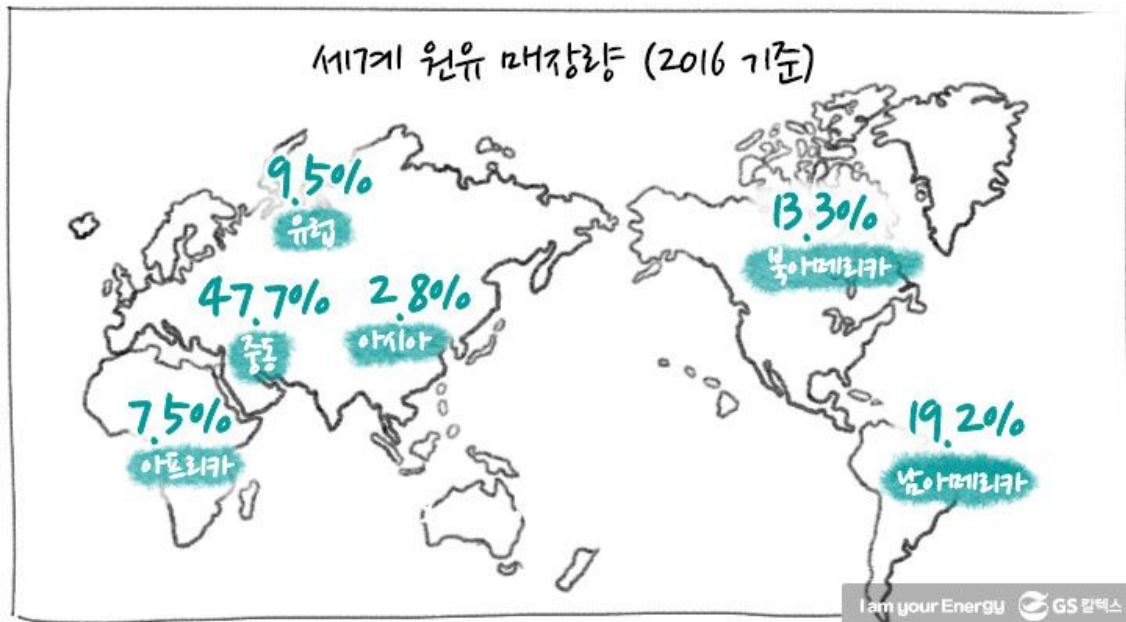 세계 원유 매장량 (2016 기준)
9.5%
유럽
13.3%
북아메리카
47.7%
중동
2.8%
아시아
7.5%
아프리카
19.2%
남아메리카
I am your Energy GS 칼텍스